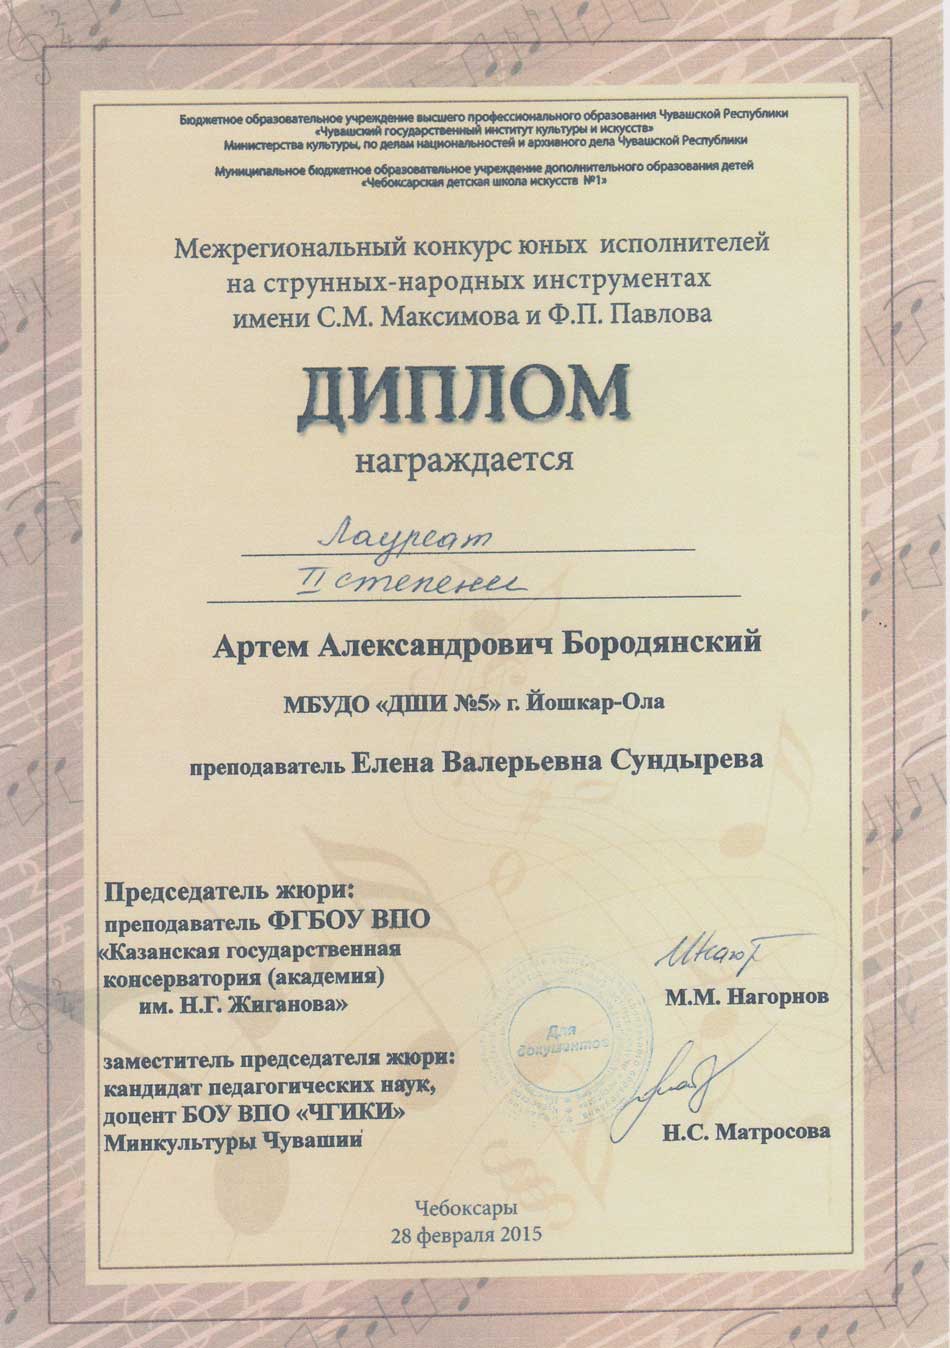 Бюджетное образовательное учреждение высшего профессионального образования Чувашской Республики
«Чувашский государственный институт культуры и искусств»
Министерства культуры, по делам национальностей и архивного дела Чувашской Республики
Муниципальное бюджетное образовательное учреждение дополнительного образования детей
«Чебоксарская детская школа искусств №1»
Межрегиональный конкурс юных исполнителей
на струнных-народных инструментах
имени С.М. Максимова и Ф.П. Павлова
ДИПЛОМ
награждается
Лауреат
II степени
Артем Александрович Бородянский
МБУДО «ДШИ №5» г. Йошкар-Ола
преподаватель Елена Валерьевна Сундырева
Председатель жюри:
преподаватель ФГБОУ ВПО
«Казанская государственная
консерватория (академия)
им. Н.Г. Жиганова»
М.М. Нагорнов
Для
документов
заместитель председателя жюри:
кандидат педагогических наук,
доцент БОУ ВПО «ЧГИКИ»
Минкультуры Чувашии
Н.С. Матросова
Чебоксары
28 февраля 2015